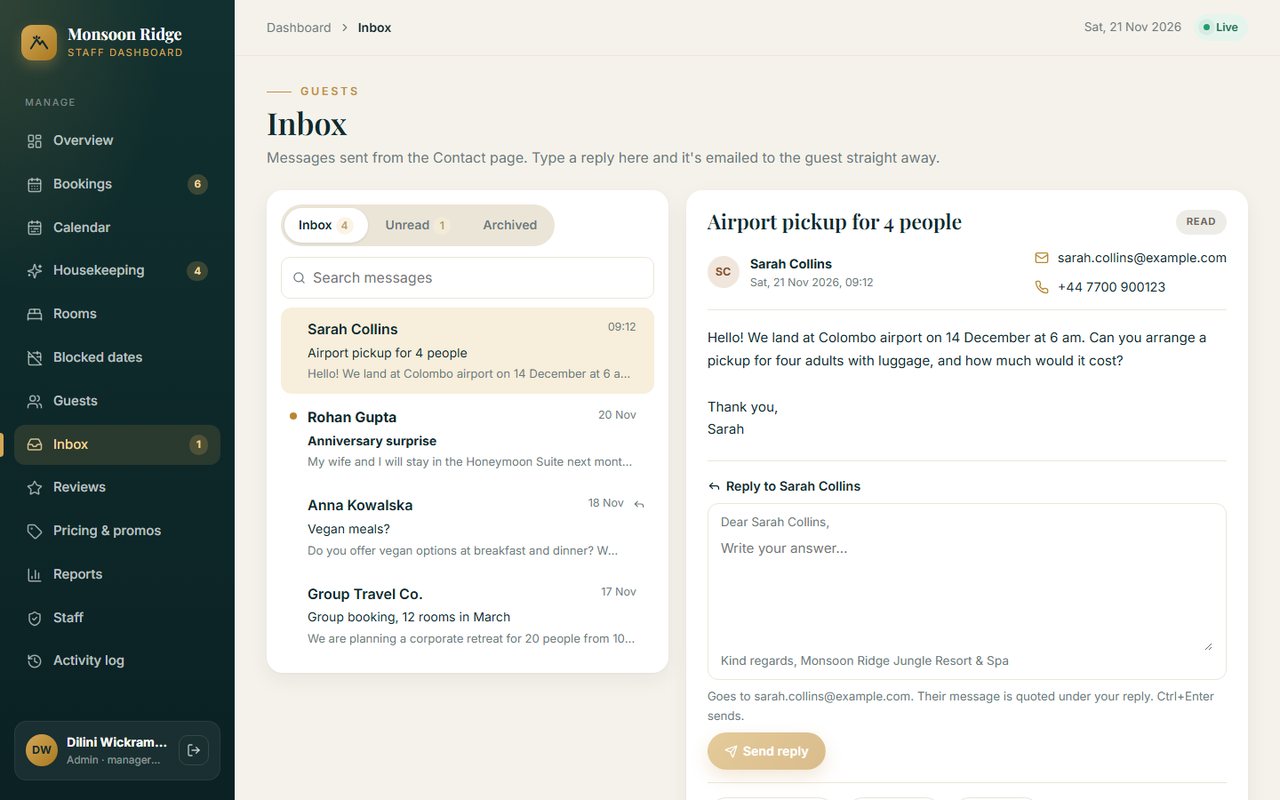 Monsoon Ridge
STAFF DASHBOARD
MANAGE
Overview
Bookings 6
Calendar
Housekeeping 4
Rooms
Blocked dates
Guests
Inbox 1
Reviews
Pricing & promos
Reports
Staff
Activity log
DW
Dilini Wickram...
Admin · manager...
Dashboard > Inbox
Sat, 21 Nov 2026
Live
GUESTS
Inbox
Messages sent from the Contact page. Type a reply here and it's emailed to the guest straight away.
Inbox 4 Unread 1 Archived
Search messages
Sarah Collins 09:12
Airport pickup for 4 people
Hello! We land at Colombo airport on 14 December at 6 a...
Rohan Gupta 20 Nov
Anniversary surprise
My wife and I will stay in the Honeymoon Suite next mont...
Anna Kowalska 18 Nov
Vegan meals?
Do you offer vegan options at breakfast and dinner? W...
Group Travel Co. 17 Nov
Group booking, 12 rooms in March
We are planning a corporate retreat for 20 people from 10...
Airport pickup for 4 people READ
SC
Sarah Collins
Sat, 21 Nov 2026, 09:12
sarah.collins@example.com
+44 7700 900123
Hello! We land at Colombo airport on 14 December at 6 am. Can you arrange a
pickup for four adults with luggage, and how much would it cost?
Thank you,
Sarah
Reply to Sarah Collins
Dear Sarah Collins,
Write your answer...
Kind regards, Monsoon Ridge Jungle Resort & Spa
Goes to sarah.collins@example.com. Their message is quoted under your reply. Ctrl+Enter
sends.
Send reply